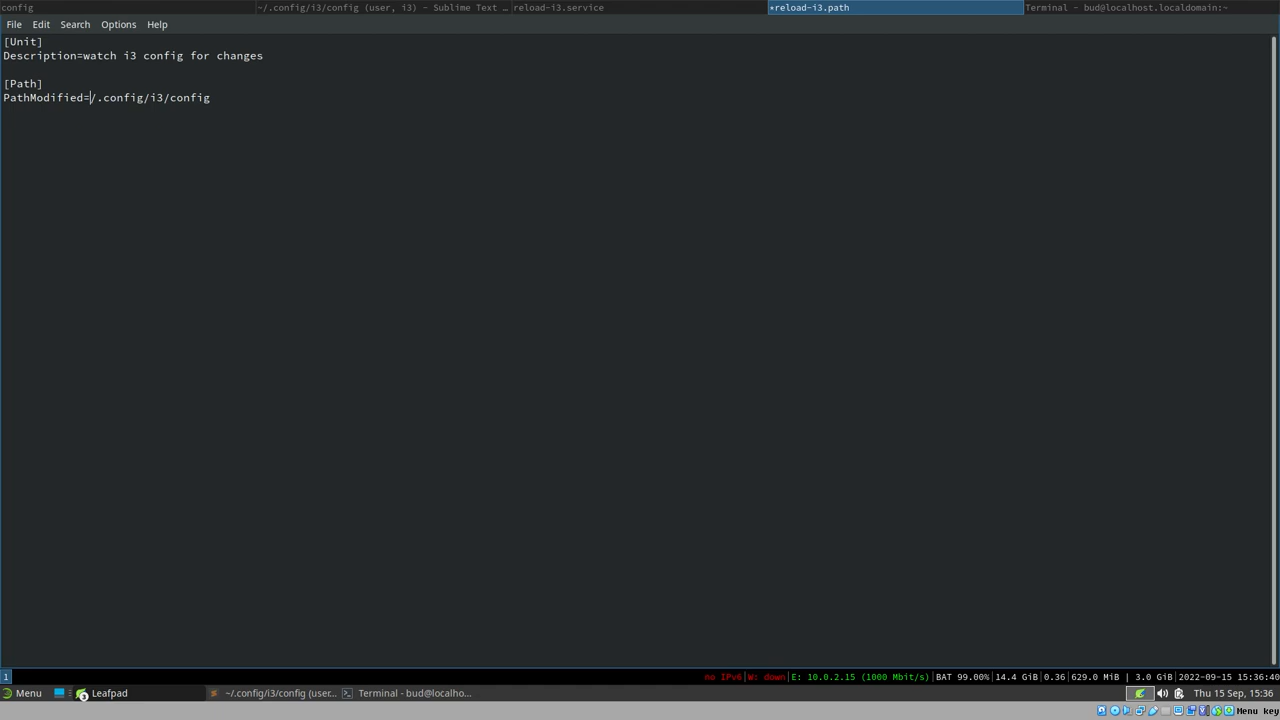 config
~/.config/i3/config (user, i3) - Sublime Text …
reload-i3.service
*reload-i3.path
Terminal - bud@localhost.localdomain:~
File Edit Search Options Help
[Unit]
Description=watch i3 config for changes
[Path]
PathModified=/.config/i3/config
1
no IPv6|W: down|E: 10.0.2.15 (1000 Mbit/s)|BAT 99.00%|14.4 GiB|0.36|629.0 MiB | 3.0 GiB|2022-09-15 15:36:40
Menu
Leafpad
~/.config/i3/config (user...
Terminal - bud@localho...
Thu 15 Sep, 15:36
Menu key